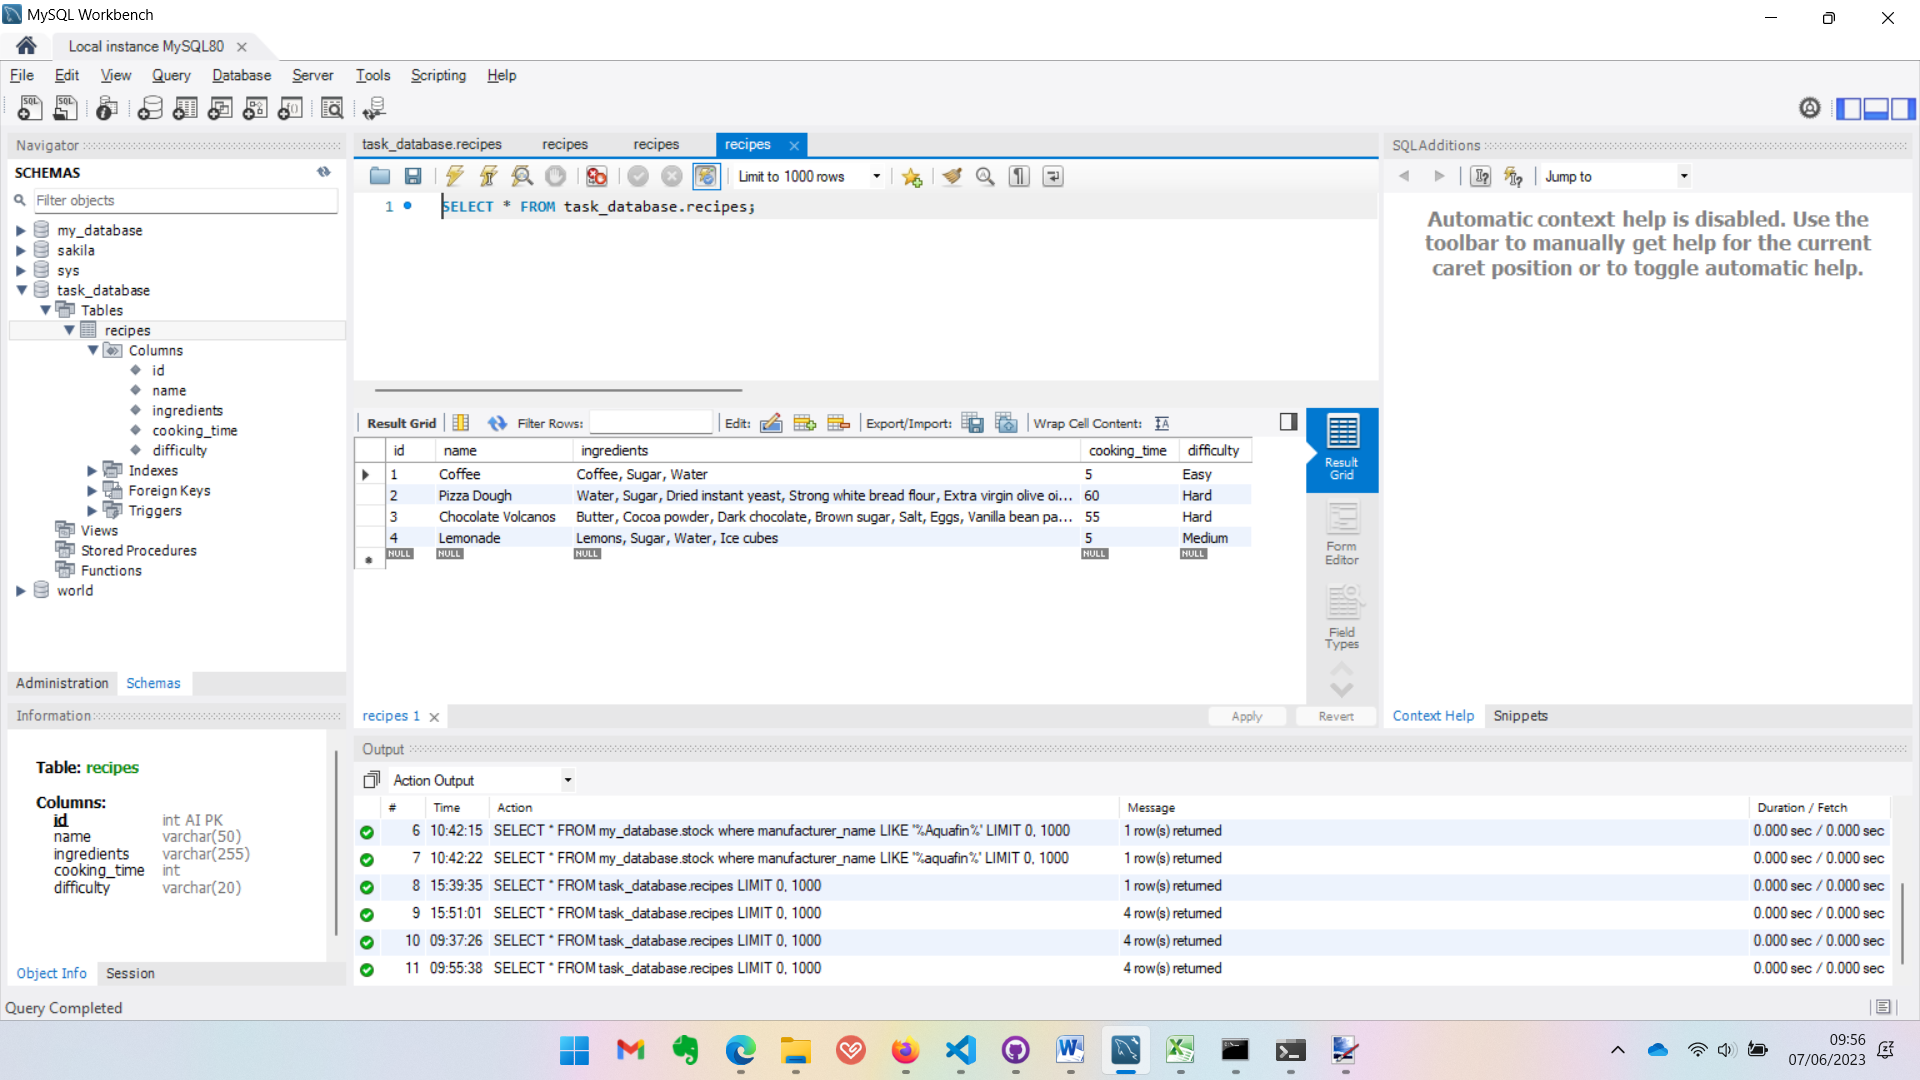 MySQL Workbench
Local instance MySQL80
File Edit View Query Database Server Tools Scripting Help
Navigator
SCHEMAS
Filter objects
my_database
sakila
sys
task_database
Tables
recipes
Columns
id
name
ingredients
cooking_time
difficulty
Indexes
Foreign Keys
Triggers
Views
Stored Procedures
Functions
world
Administration Schemas
Information
Table: recipes
Columns:
id int AI PK
name varchar(50)
ingredients varchar(255)
cooking_time int
difficulty varchar(20)
Object Info Session
task_database.recipes recipes recipes recipes
Limit to 1000 rows
1 SELECT * FROM task_database.recipes;
Result Grid Filter Rows: Edit: Export/Import: Wrap Cell Content:
id name ingredients cooking_time difficulty
1 Coffee Coffee, Sugar, Water 5 Easy
2 Pizza Dough Water, Sugar, Dried instant yeast, Strong white bread flour, Extra virgin olive oi... 60 Hard
3 Chocolate Volcanos Butter, Cocoa powder, Dark chocolate, Brown sugar, Salt, Eggs, Vanilla bean pa... 55 Hard
4 Lemonade Lemons, Sugar, Water, Ice cubes 5 Medium
NULL NULL NULL NULL NULL
Result
Grid
Form
Editor
Field
Types
recipes 1
Apply Revert
SQLAdditions
Jump to
Automatic context help is disabled. Use the
toolbar to manually get help for the current
caret position or to toggle automatic help.
Context Help Snippets
Output
Action Output
# Time Action Message Duration / Fetch
6 10:42:15 SELECT * FROM my_database.stock where manufacturer_name LIKE '%Aquafin%' LIMIT 0, 1000 1 row(s) returned 0.000 sec / 0.000 sec
7 10:42:22 SELECT * FROM my_database.stock where manufacturer_name LIKE '%aquafin%' LIMIT 0, 1000 1 row(s) returned 0.000 sec / 0.000 sec
8 15:39:35 SELECT * FROM task_database.recipes LIMIT 0, 1000 1 row(s) returned 0.000 sec / 0.000 sec
9 15:51:01 SELECT * FROM task_database.recipes LIMIT 0, 1000 4 row(s) returned 0.000 sec / 0.000 sec
10 09:37:26 SELECT * FROM task_database.recipes LIMIT 0, 1000 4 row(s) returned 0.000 sec / 0.000 sec
11 09:55:38 SELECT * FROM task_database.recipes LIMIT 0, 1000 4 row(s) returned 0.000 sec / 0.000 sec
Query Completed
09:56
07/06/2023